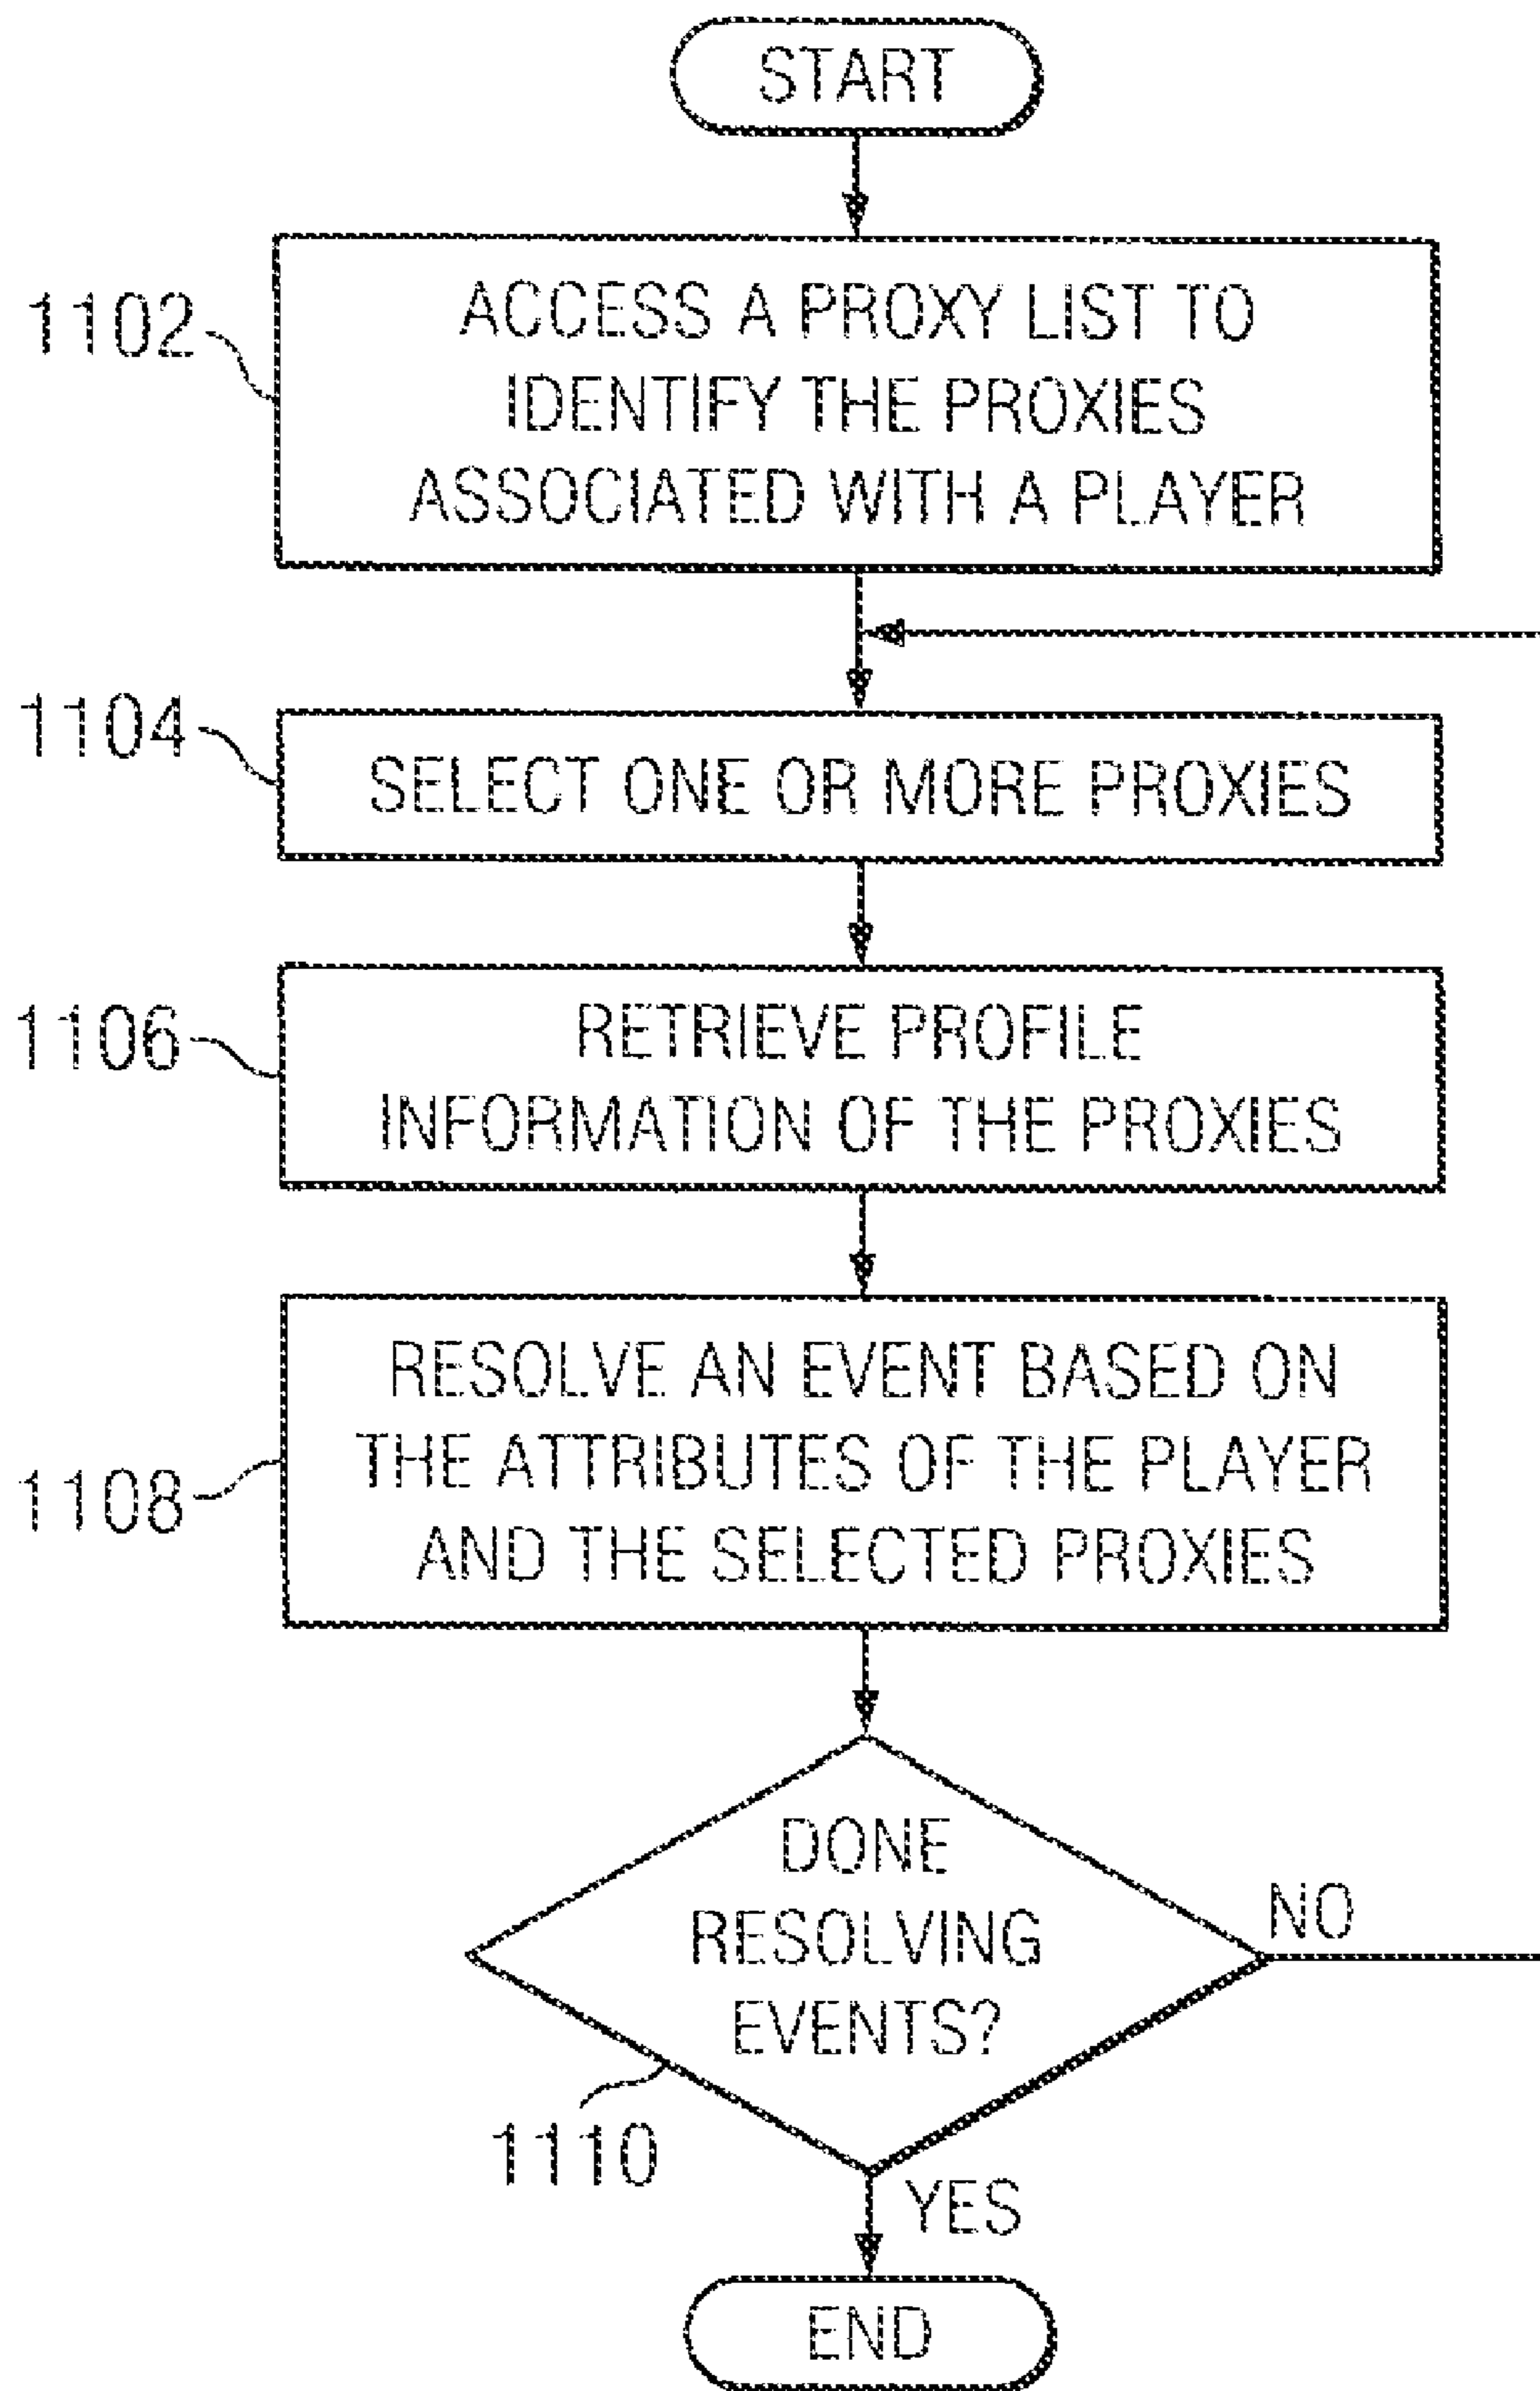 START
1102
ACCESS A PROXY LIST TO
IDENTIFY THE PROXIES
ASSOCIATED WITH A PLAYER
1104
SELECT ONE OR MORE PROXIES
1106
RETRIEVE PROFILE
INFORMATION OF THE PROXIES
1108
RESOLVE AN EVENT BASED ON
THE ATTRIBUTES OF THE PLAYER
AND THE SELECTED PROXIES
DONE
RESOLVING
EVENTS?
NO
1110
YES
END